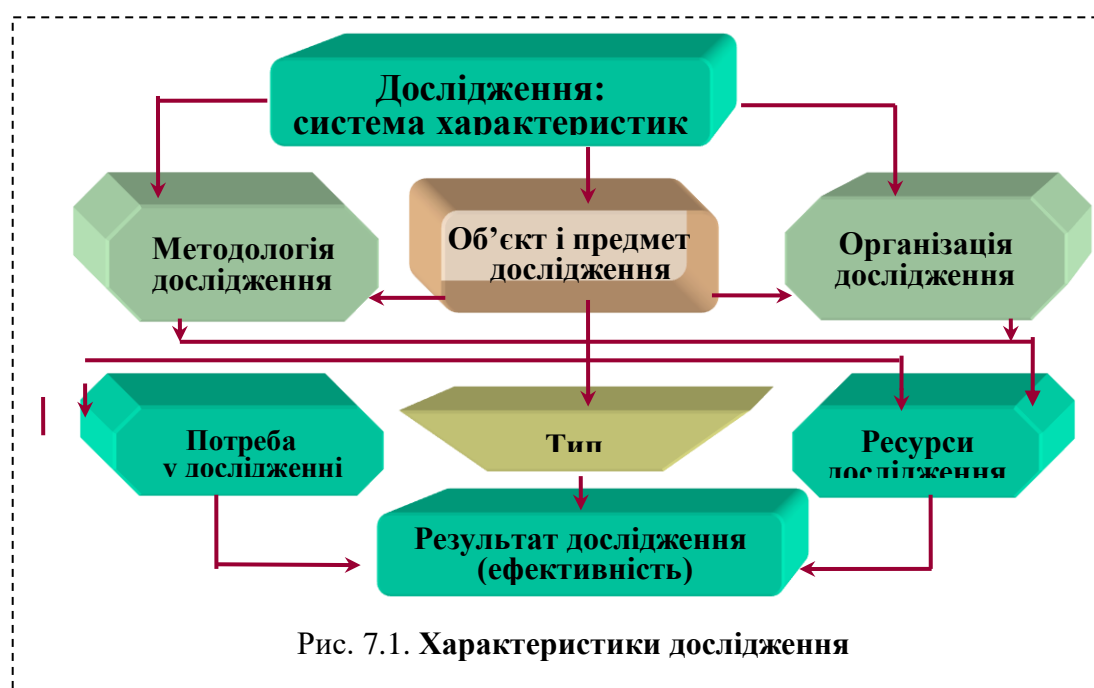 Дослідження:
система характеристик
Методологія
дослідження
Об’єкт і предмет
дослідження
Організація
дослідження
Потреба
у дослідженні
Тип
Ресурси
дослідження
Результат дослідження
(ефективність)
Рис. 7.1. Характеристики дослідження